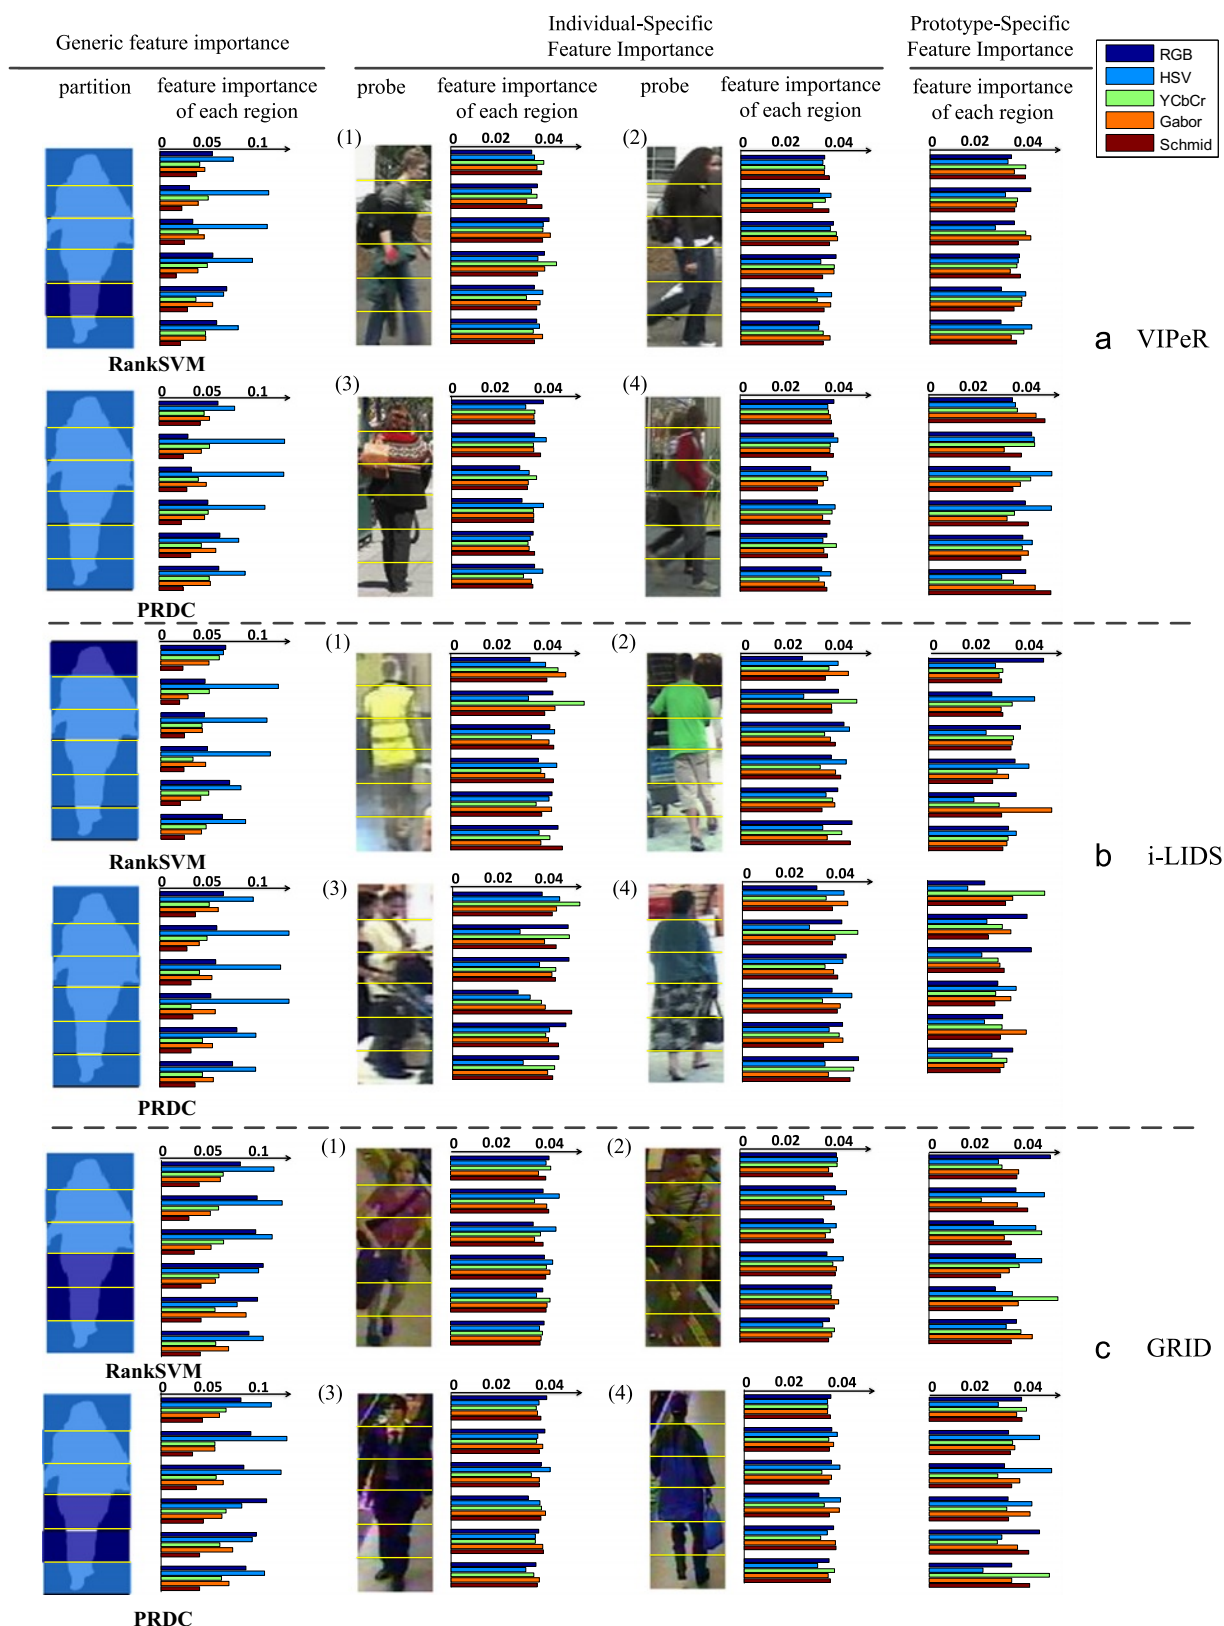 Generic feature importance
Individual-Specific
Feature Importance
Prototype-Specific
Feature Importance
RGB
HSV
YCbCr
Gabor
Schmid
partition
feature importance
of each region
probe
feature importance
of each region
probe
feature importance
of each region
feature importance
of each region
0 0.05 0.1
(1)
0 0.02 0.04
(2)
0 0.02 0.04
0 0.02 0.04
RankSVM
a VIPeR
0 0.05 0.1
(3)
0 0.02 0.04
(4)
0 0.02 0.04
0 0.02 0.04
PRDC
0 0.05 0.1
(1)
0 0.02 0.04
(2)
0 0.02 0.04
0 0.02 0.04
RankSVM
b i-LIDS
0 0.05 0.1
(3)
0 0.02 0.04
(4)
0 0.02 0.04
0 0.02 0.04
PRDC
0 0.05 0.1
(1)
0 0.02 0.04
(2)
0 0.02 0.04
0 0.02 0.04
RankSVM
c GRID
0 0.05 0.1
(3)
0 0.02 0.04
(4)
0 0.02 0.04
0 0.02 0.04
PRDC